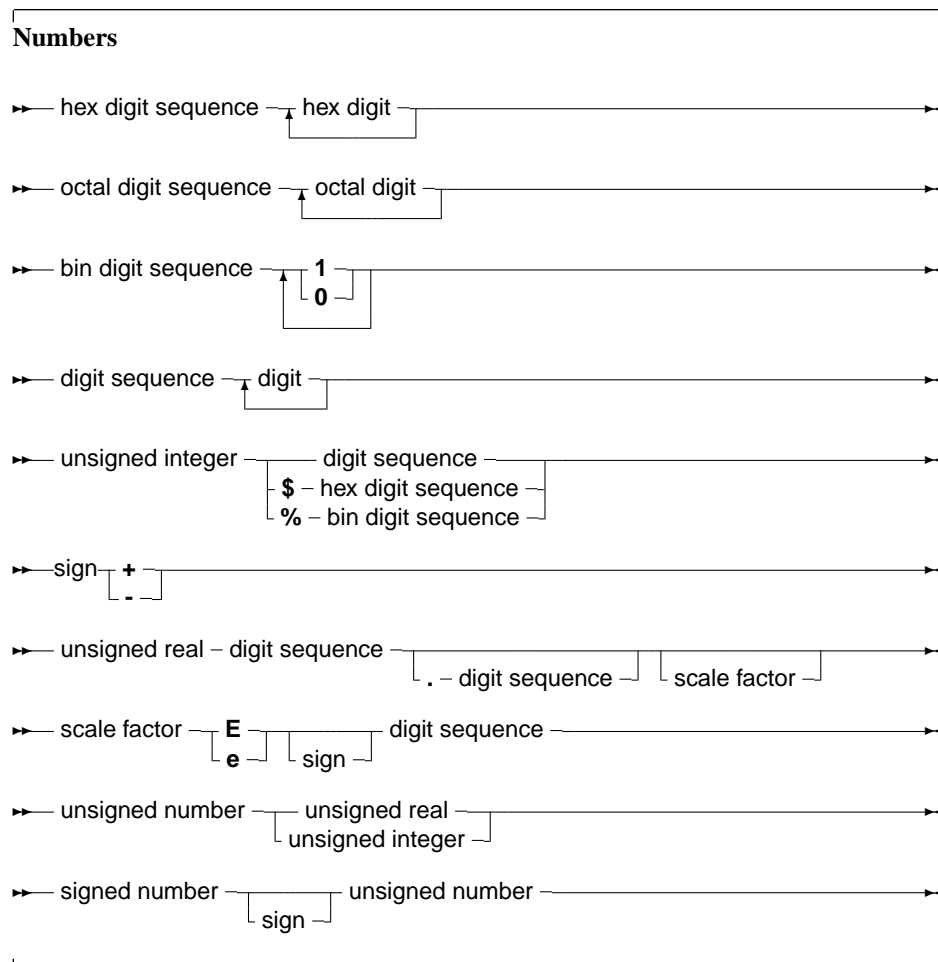 Numbers
hex digit sequence hex digit
octal digit sequence octal digit
bin digit sequence 1
0
digit sequence digit
unsigned integer digit sequence
$ hex digit sequence
% bin digit sequence
sign +
-
unsigned real digit sequence
. digit sequence scale factor
scale factor E digit sequence
e sign
unsigned number unsigned real
unsigned integer
signed number unsigned number
sign